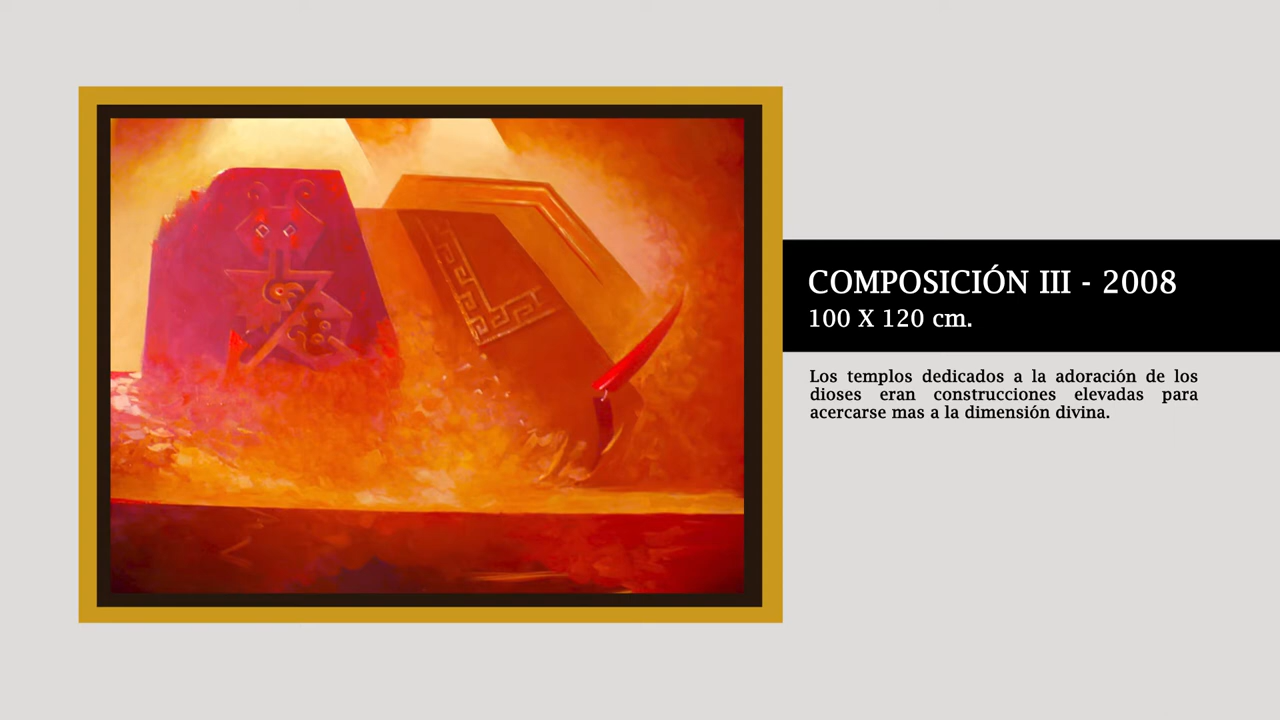 COMPOSICIÓN III - 2008
100 X 120 cm.
Los templos dedicados a la adoración de los
dioses eran construcciones elevadas para
acercarse mas a la dimensión divina.